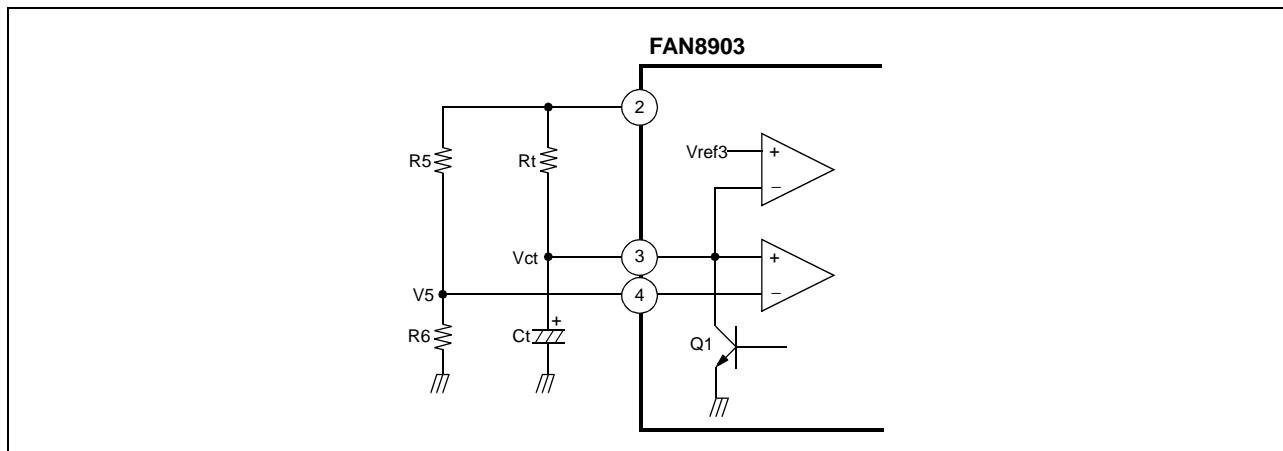 FAN8903
2
R5
Rt
Vref3
+
−
Vct
3
+
V5
4
−
R6
+
Ct
Q1